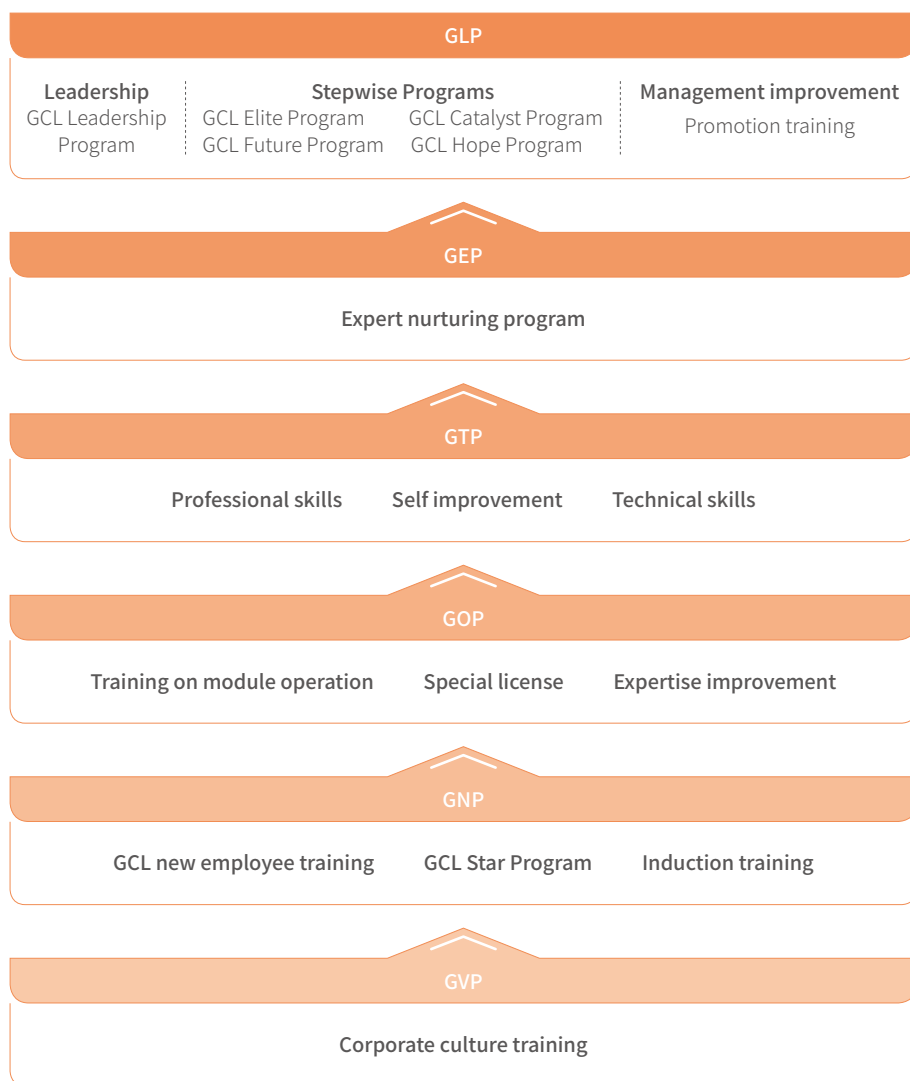 GLP
Leadership
GCL Leadership
Program
Stepwise Programs
GCL Elite Program GCL Catalyst Program
GCL Future Program GCL Hope Program
Management improvement
Promotion training
GEP
Expert nurturing program
GTP
Professional skills Self improvement Technical skills
GOP
Training on module operation Special license Expertise improvement
GNP
GCL new employee training GCL Star Program Induction training
GVP
Corporate culture training